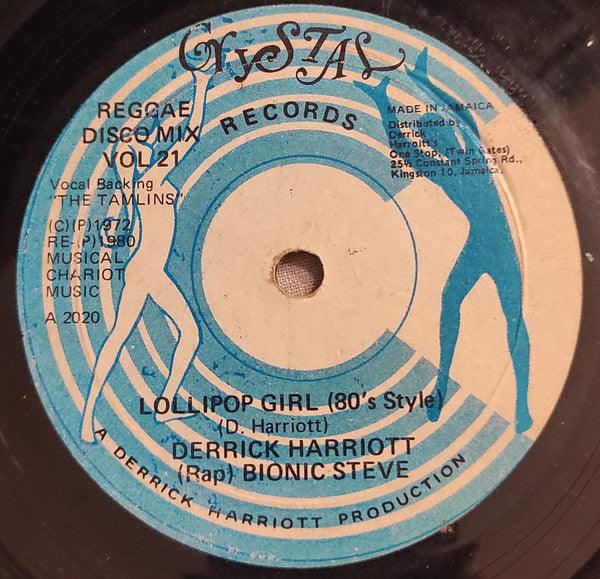 CRYSTAL
RECORDS
REGGAE
DISCO MIX
VOL 21
Vocal Backing
"THE TAMLINS"
(C)(P)1972
RE-(P)1980
MUSICAL
CHARIOT
MUSIC
A 2020
MADE IN JAMAICA
Distributed by
Derrick
Harroitt's
One Stop, (Twin Gates)
25½ Constant Spring Rd.,
Kingston 10, Jamaica.
LOLLIPOP GIRL (80's Style)
(D. Harriott)
DERRICK HARRIOTT
(Rap) BIONIC STEVE
A DERRICK HARRIOTT PRODUCTION